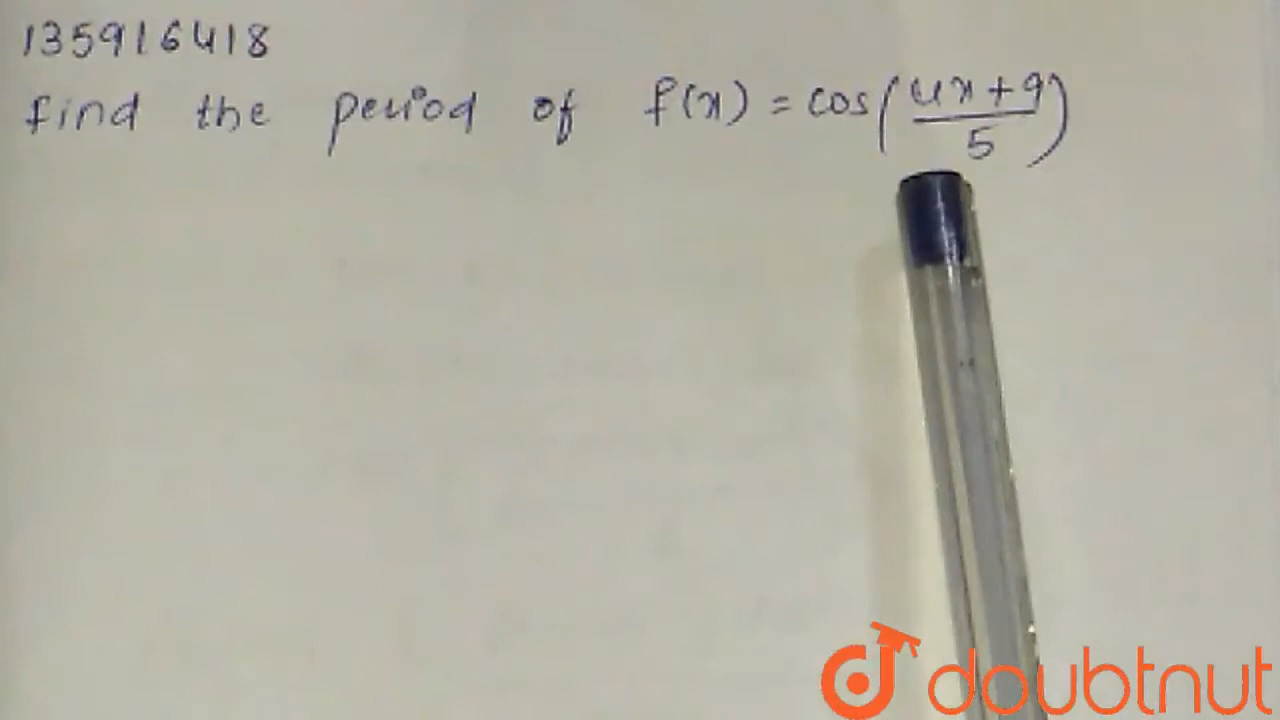 135916418
find the period of f(x) = cos(4x+9/5)
doubtnut